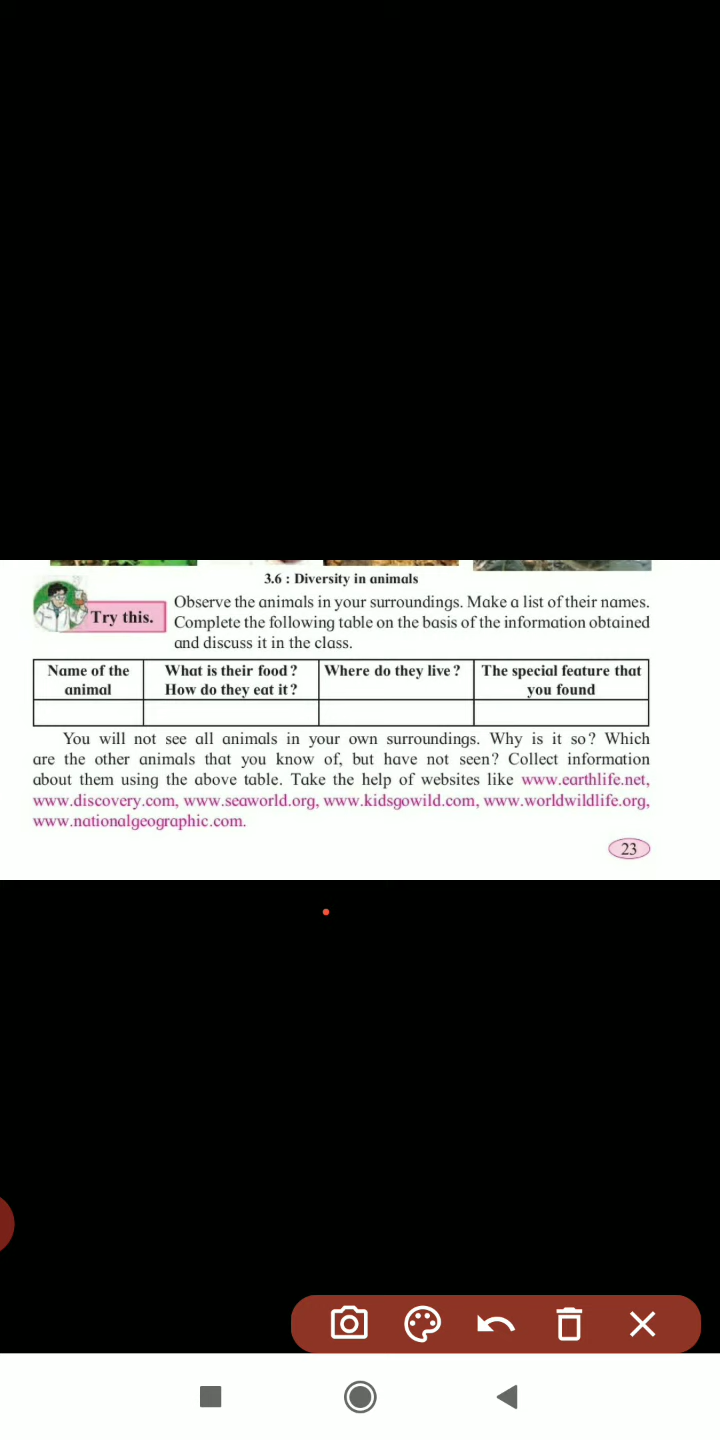 3.6 : Diversity in animals
Try this.
Observe the animals in your surroundings. Make a list of their names.
Complete the following table on the basis of the information obtained
and discuss it in the class.
Name of the animal
What is their food ? How do they eat it ?
Where do they live ?
The special feature that you found
You will not see all animals in your own surroundings. Why is it so? Which
are the other animals that you know of, but have not seen? Collect information
about them using the above table. Take the help of websites like www.earthlife.net,
www.discovery.com, www.seaworld.org, www.kidsgowild.com, www.worldwildlife.org,
www.nationalgeographic.com.
23